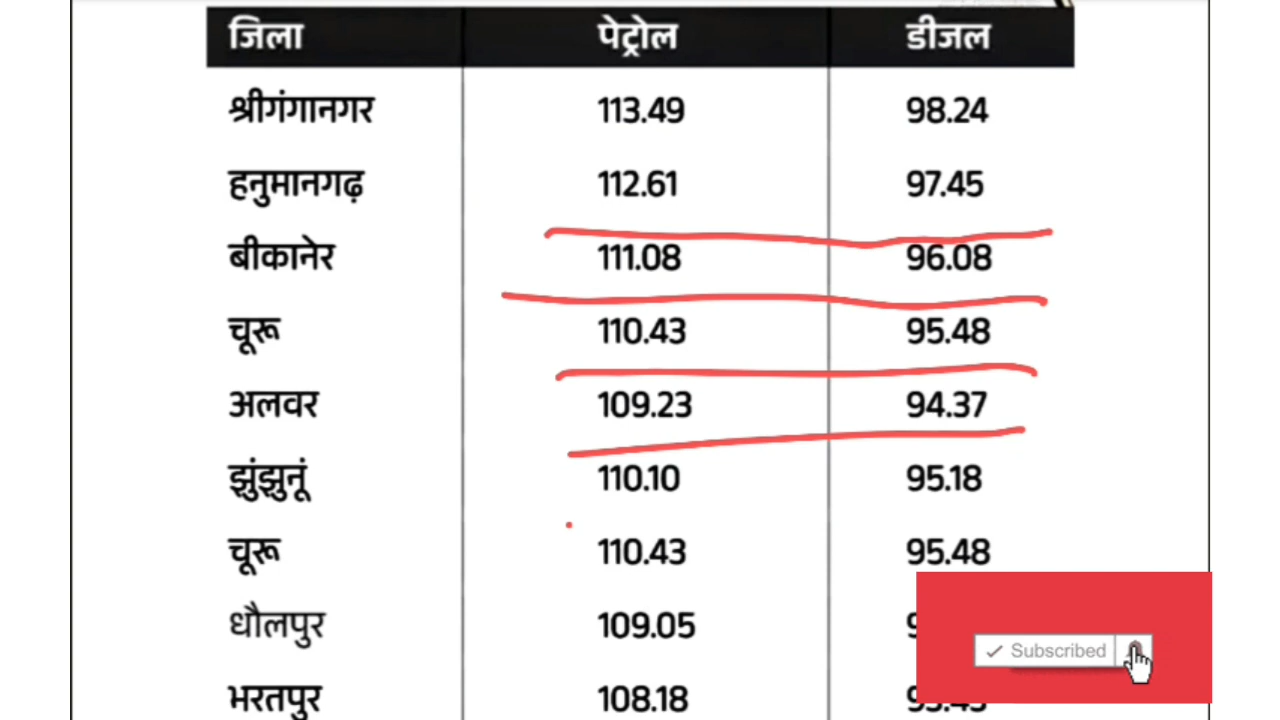 जिला पेट्रोल डीजल
श्रीगंगानगर 113.49 98.24
हनुमानगढ़ 112.61 97.45
बीकानेर 111.08 96.08
चूरू 110.43 95.48
अलवर 109.23 94.37
झुंझुनूं 110.10 95.18
चूरू 110.43 95.48
धौलपुर 109.05
भरतपुर 108.18
Subscribed